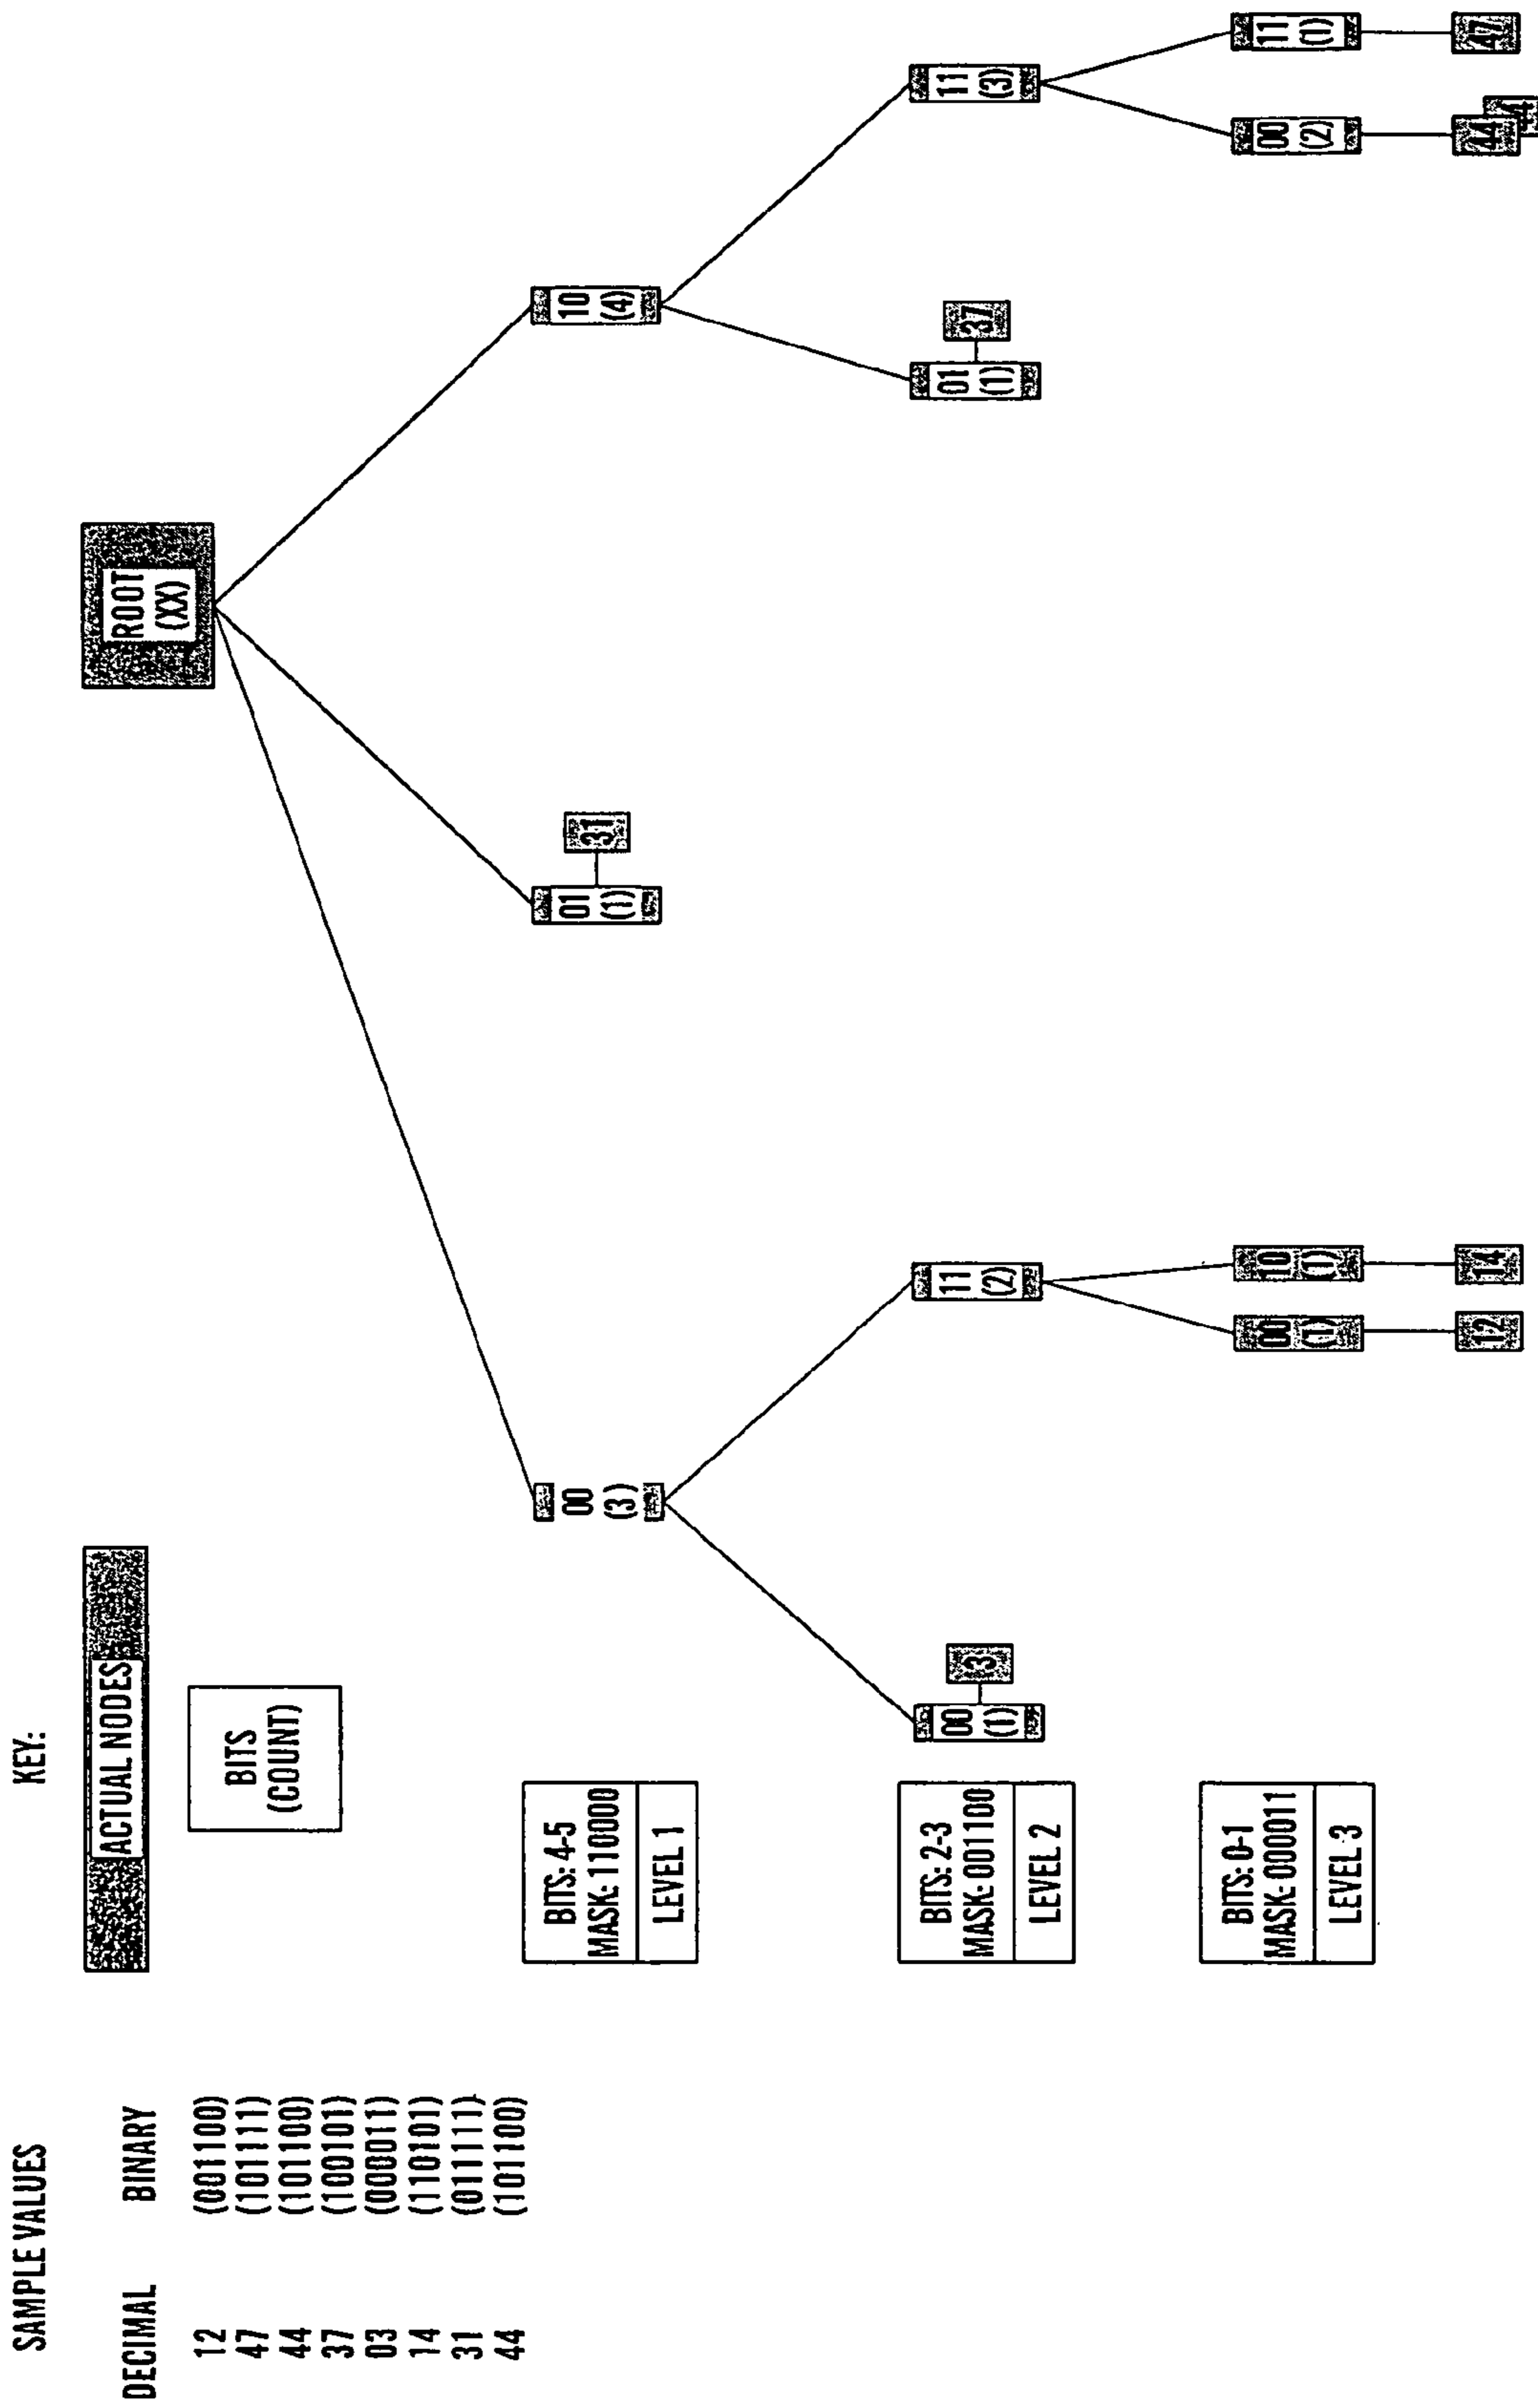 SAMPLE VALUES
DECIMAL BINARY
12 (001100)
47 (101111)
44 (101100)
37 (100101)
03 (000011)
14 (110101)
31 (011111)
44 (101100)
KEY:
ACTUAL NODES
BITS
(COUNT)
ROOT
(XX)
BITS: 4-5
MASK: 110000
LEVEL 1
00
(3)
01
(1)
31
10
(4)
BITS: 2-3
MASK: 001100
LEVEL 2
00
(1)
3
11
(2)
01
(1)
37
11
(3)
BITS: 0-1
MASK: 000011
LEVEL 3
00
(1)
10
(1)
00
(2)
11
(1)
12
14
44
44
47